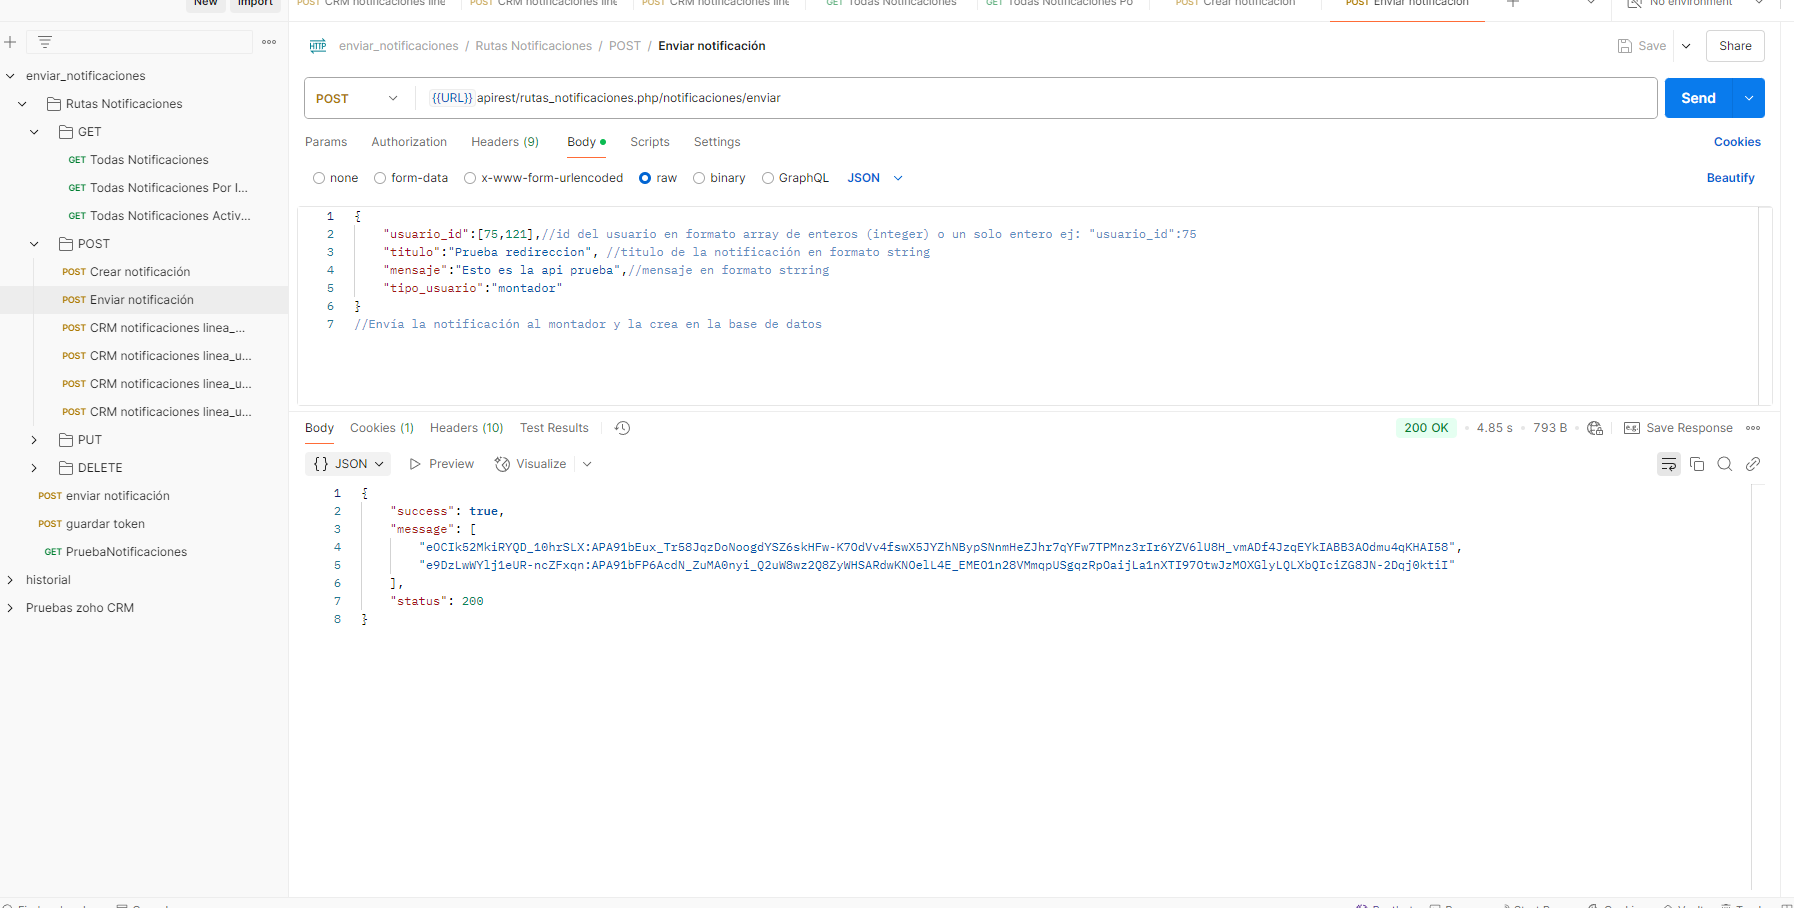 New Import
POST CRM notificaciones line POST CRM notificaciones line POST CRM notificaciones line GET Todas Notificaciones GET Todas Notificaciones Po POST Crear notificación POST Enviar notificación No environment
enviar_notificaciones / Rutas Notificaciones / POST / Enviar notificación Save Share
POST {{URL}} apirest/rutas_notificaciones.php/notificaciones/enviar Send
Params Authorization Headers (9) Body Scripts Settings Cookies
none form-data x-www-form-urlencoded raw binary GraphQL JSON Beautify
enviar_notificaciones
Rutas Notificaciones
GET
GET Todas Notificaciones
GET Todas Notificaciones Por I...
GET Todas Notificaciones Activ...
POST
POST Crear notificación
POST Enviar notificación
POST CRM notificaciones linea_...
POST CRM notificaciones linea_u...
POST CRM notificaciones linea_u...
POST CRM notificaciones linea_u...
PUT
DELETE
POST enviar notificación
POST guardar token
GET PruebaNotificaciones
historial
Pruebas zoho CRM
1 {
2 "usuario_id":[75,121],//id del usuario en formato array de enteros (integer) o un solo entero ej: "usuario_id":75
3 "titulo":"Prueba redireccion", //titulo de la notificación en formato string
4 "mensaje":"Esto es la api prueba",//mensaje en formato strring
5 "tipo_usuario":"montador"
6 }
7 //Envía la notificación al montador y la crea en la base de datos
Body Cookies (1) Headers (10) Test Results 200 OK 4.85 s 793 B Save Response
{} JSON Preview Visualize
1 {
2 "success": true,
3 "message": [
4 "eOCIk52MkiRYQD_10hrSLX:APA91bEux_Tr58JqzDoNoogdYSZ6skHFw-K7OdVv4fswX5JYZhNBypSNnmHeZJhr7qYFw7TPMnz3rIr6YZV6lU8H_vmADf4JzqEYkIABB3AOdmu4qKHAI58",
5 "e9DzLwWYlj1eUR-ncZFxqn:APA91bFP6AcdN_ZuMA0nyi_Q2uW8wz2Q8ZyWHSARdwKNOelL4E_EMEO1n28VMmqpUSgqzRpOaijLa1nXTI97OtwJzMOXGlyLQLXbQIciZG8JN-2Dqj0ktiI"
6 ],
7 "status": 200
8 }